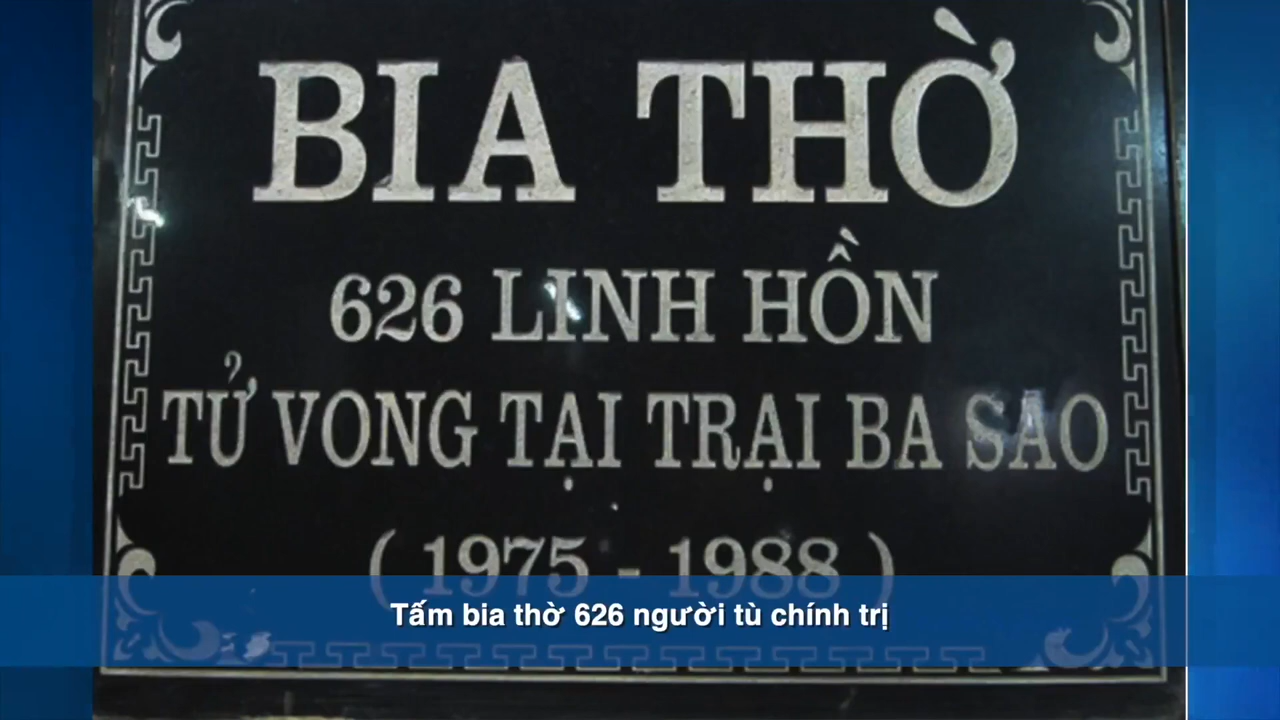 BIA THỜ
626 LINH HỒN
TỬ VONG TẠI TRẠI BA SAO
( 1975 - 1988 )
Tấm bia thờ 626 người tù chính trị